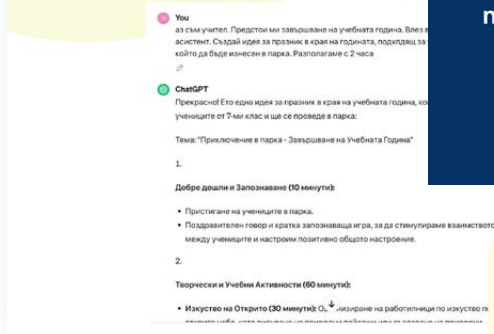 You
аз съм учител. Предстои ми завършване на учебната година. Влез в
асистент. Създай идея за празник в края на годината, подходящ за
който да бъде изнесен в парка. Разполагаме с 2 часа
ChatGPT
Прекрасно! Ето една идея за празник в края на учебната година,
учениците от 7-ми клас и ще се проведе в парка:
Тема: "Приключение в парка - Завършване на Учебната Година"
1.
Добре дошли и Запознаване (10 минути):
• Пристигане на учениците в парка.
• Поздравителен говор и кратка запознаваща игра, за да стимулираме взаимството
между учениците и настроим позитивно общото настроение.
2.
Творчески и Учебни Активности (60 минути):
• Изкуство на Открито (30 минути): на работилници по изкуство